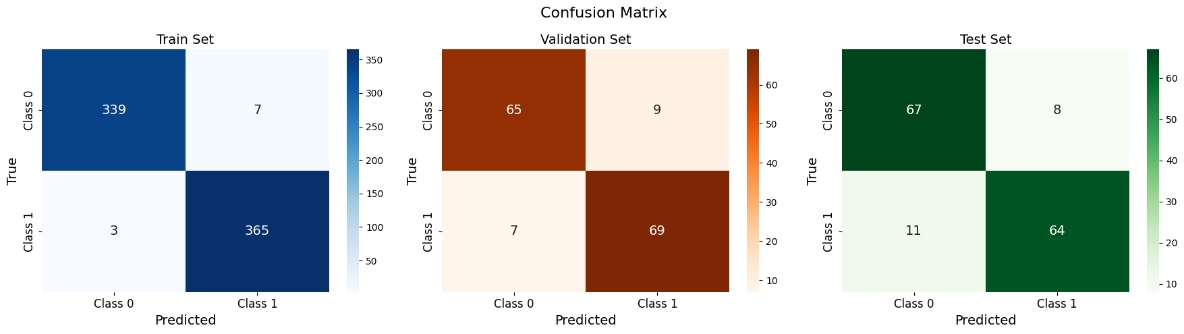 Confusion Matrix
Train Set
Class 0
Class 1
True
339
7
3
365
Class 0
Class 1
Predicted
350
300
250
200
150
100
50
Validation Set
Class 0
Class 1
True
65
9
7
69
Class 0
Class 1
Predicted
60
50
40
30
20
10
Test Set
Class 0
Class 1
True
67
8
11
64
Class 0
Class 1
Predicted
60
50
40
30
20
10